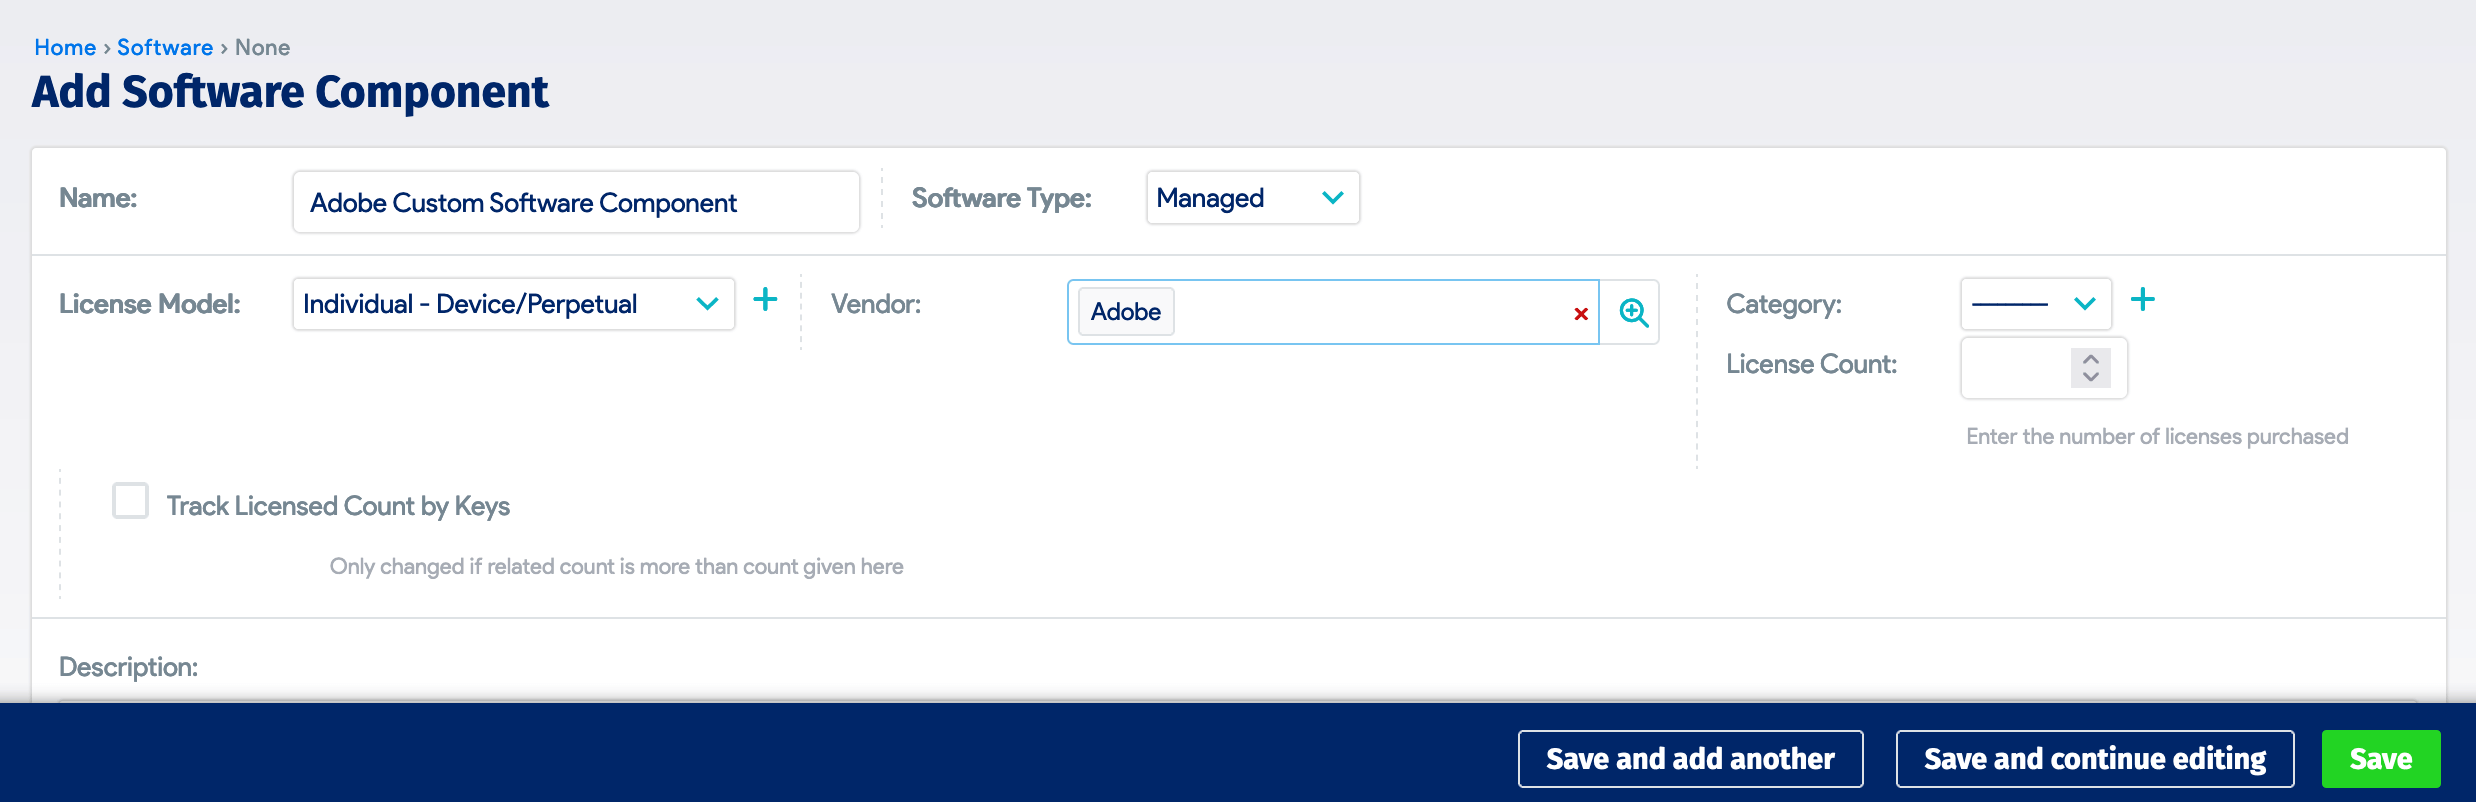 Home › Software › None
Add Software Component
Name:
Adobe Custom Software Component
Software Type:
Managed
License Model:
Individual - Device/Perpetual
Vendor:
Adobe
Category:
License Count:
Enter the number of licenses purchased
Track Licensed Count by Keys
Only changed if related count is more than count given here
Description:
Save and add another
Save and continue editing
Save